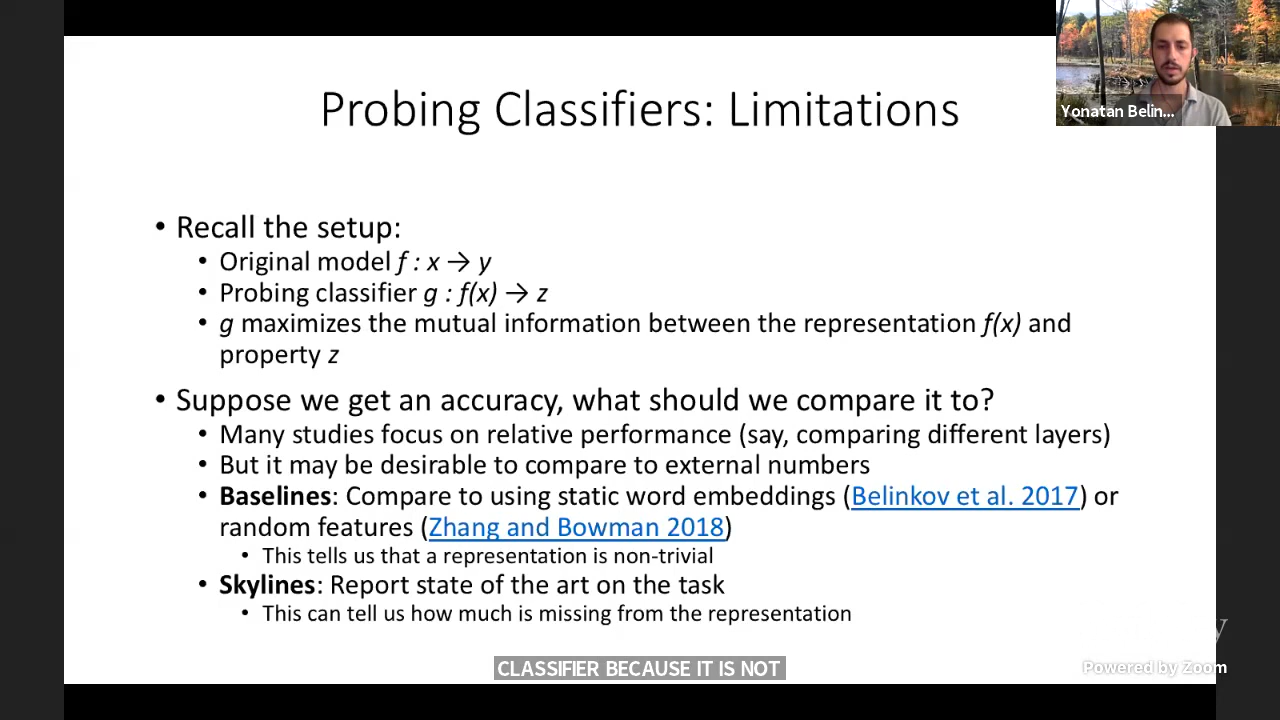 Yonatan Belin...
Probing Classifiers: Limitations
• Recall the setup:
• Original model f : x → y
• Probing classifier g : f(x) → z
• g maximizes the mutual information between the representation f(x) and
property z
• Suppose we get an accuracy, what should we compare it to?
• Many studies focus on relative performance (say, comparing different layers)
• But it may be desirable to compare to external numbers
• Baselines: Compare to using static word embeddings (Belinkov et al. 2017) or
random features (Zhang and Bowman 2018)
• This tells us that a representation is non-trivial
• Skylines: Report state of the art on the task
• This can tell us how much is missing from the representation
CLASSIFIER BECAUSE IT IS NOT
Powered by Zoom